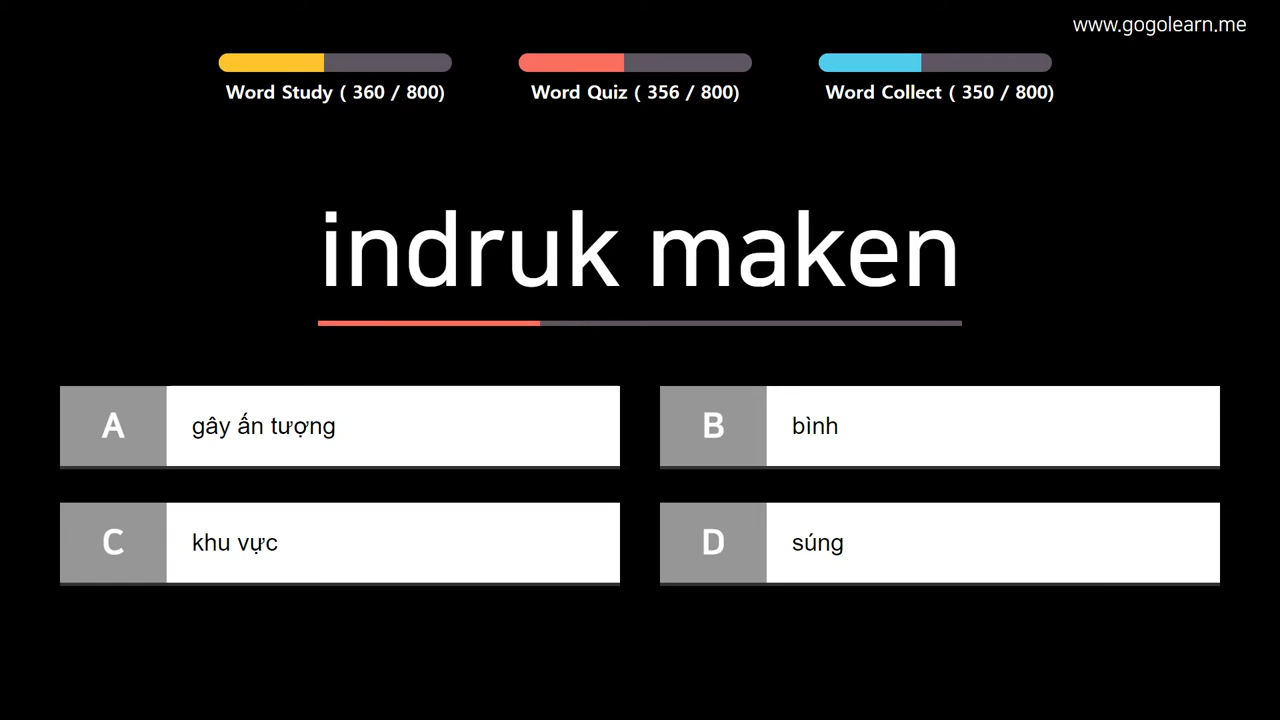 www.gogolearn.me
Word Study ( 360 / 800)
Word Quiz ( 356 / 800)
Word Collect ( 350 / 800)
indruk maken
A
gây ấn tượng
B
bình
C
khu vực
D
súng